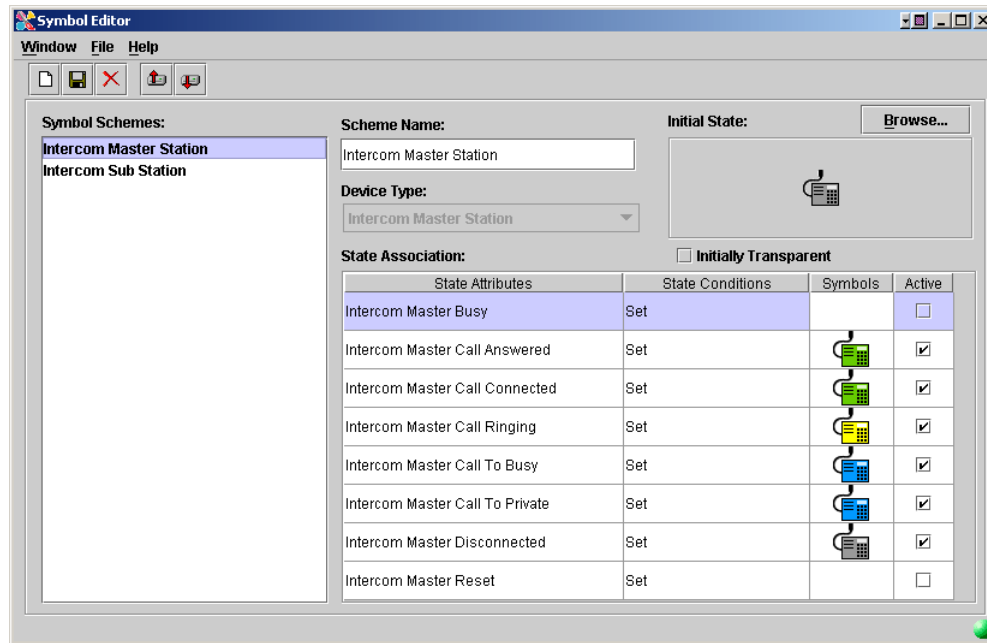 Symbol Editor
Window File Help
Symbol Schemes:
Intercom Master Station
Intercom Sub Station
Scheme Name:
Intercom Master Station
Device Type:
Intercom Master Station
Initial State:
Browse...
Initially Transparent
State Association:
State Attributes State Conditions Symbols Active
Intercom Master Busy Set
Intercom Master Call Answered Set
Intercom Master Call Connected Set
Intercom Master Call Ringing Set
Intercom Master Call To Busy Set
Intercom Master Call To Private Set
Intercom Master Disconnected Set
Intercom Master Reset Set